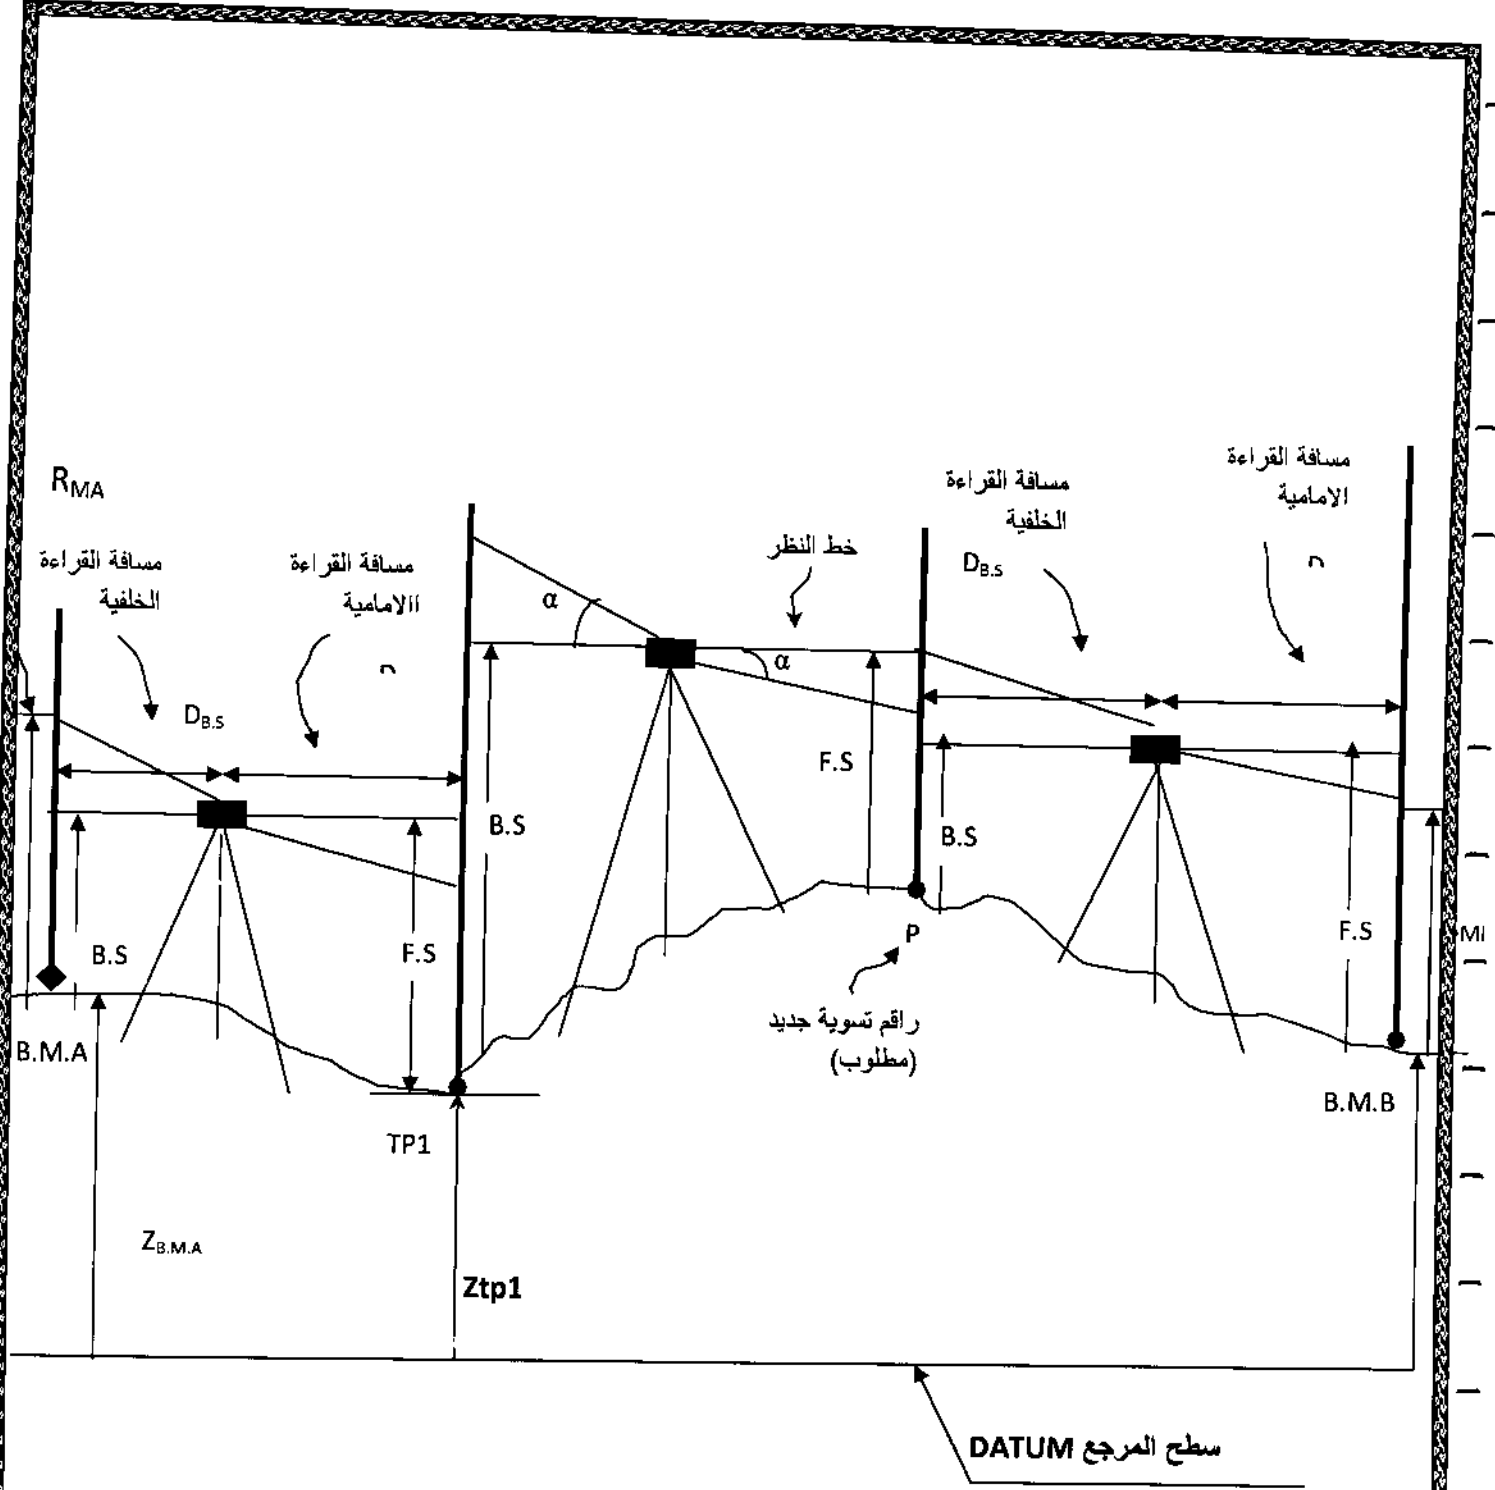 R_MA
مسافة القراءة
الخلفية
مسافة القراءة
االامامية
D_B.S
α
α
خط النظر
مسافة القراءة
الخلفية
D_B.S
مسافة القراءة
الامامية
B.S
F.S
B.S
F.S
B.S
F.S
B.M.A
TP1
P
راقم تسوية جديد
(مطلوب)
B.M.B
Z_B.M.A
Ztp1
سطح المرجع DATUM